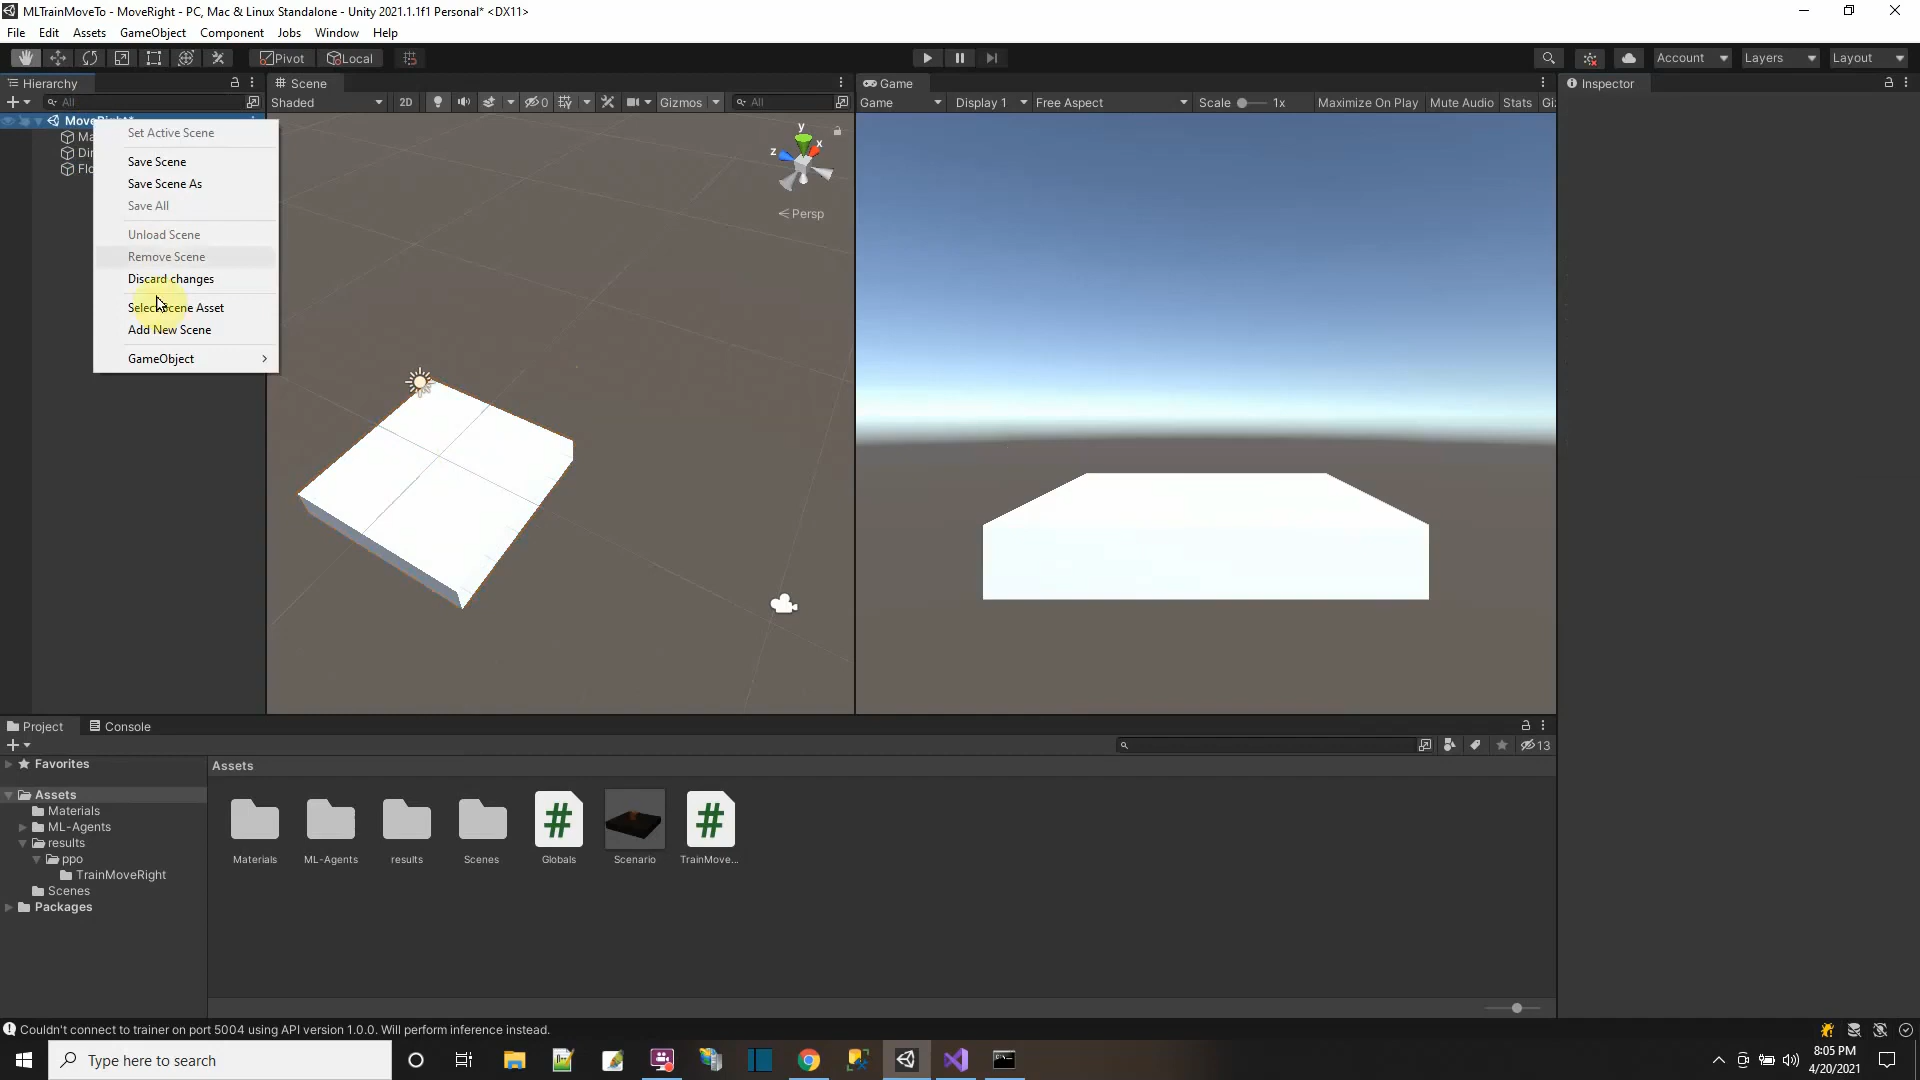 MLTrainMoveTo - MoveRight - PC, Mac & Linux Standalone - Unity 2021.1.1f1 Personal* <DX11>
File Edit Assets GameObject Component Jobs Window Help
Pivot Local Account Layers Layout
Hierarchy
All
MoveRight*
Set Active Scene
Save Scene
Save Scene As
Save All
Unload Scene
Remove Scene
Discard changes
Select Scene Asset
Add New Scene
GameObject
Scene
Shaded 2D 0 Gizmos All
y
x
z
Persp
Game
Game Display 1 Free Aspect Scale 1x Maximize On Play Mute Audio Stats Gi
Inspector
Project Console
13
Favorites
Assets
Materials
ML-Agents
results
ppo
TrainMoveRight
Scenes
Packages
Assets
Materials ML-Agents results Scenes Globals Scenario TrainMove...
Couldn't connect to trainer on port 5004 using API version 1.0.0. Will perform inference instead.
Type here to search
8:05 PM
4/20/2021